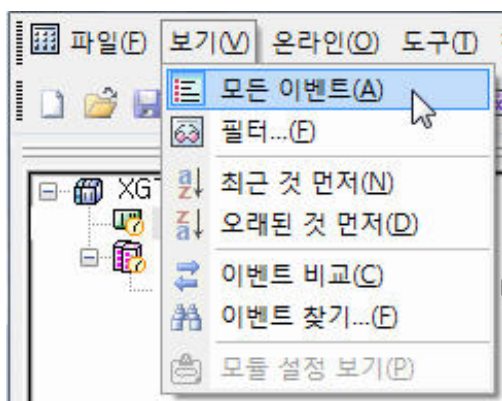 파일(F) 보기(V) 온라인(O) 도구(T)
모든 이벤트(A)
필터...(F)
XGT
최근 것 먼저(N)
오래된 것 먼저(D)
이벤트 비교(C)
이벤트 찾기...(F)
모듈 설정 보기(P)